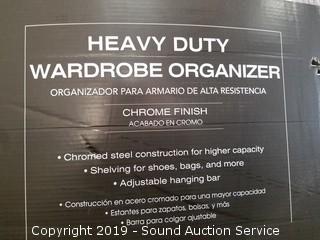 HEAVY DUTY
WARDROBE ORGANIZER
ORGANIZADOR PARA ARMARIO DE ALTA RESISTENCIA
CHROME FINISH
ACABADO EN CROMO
• Chromed steel construction for higher capacity
• Shelving for shoes, bags, and more
• Adjustable hanging bar
• Construcción en acero cromado para una mayor capacidad
• Estantes para zapatos, bolsas, y más
• Barra para colgar ajustable
Copyright 2019 - Sound Auction Service